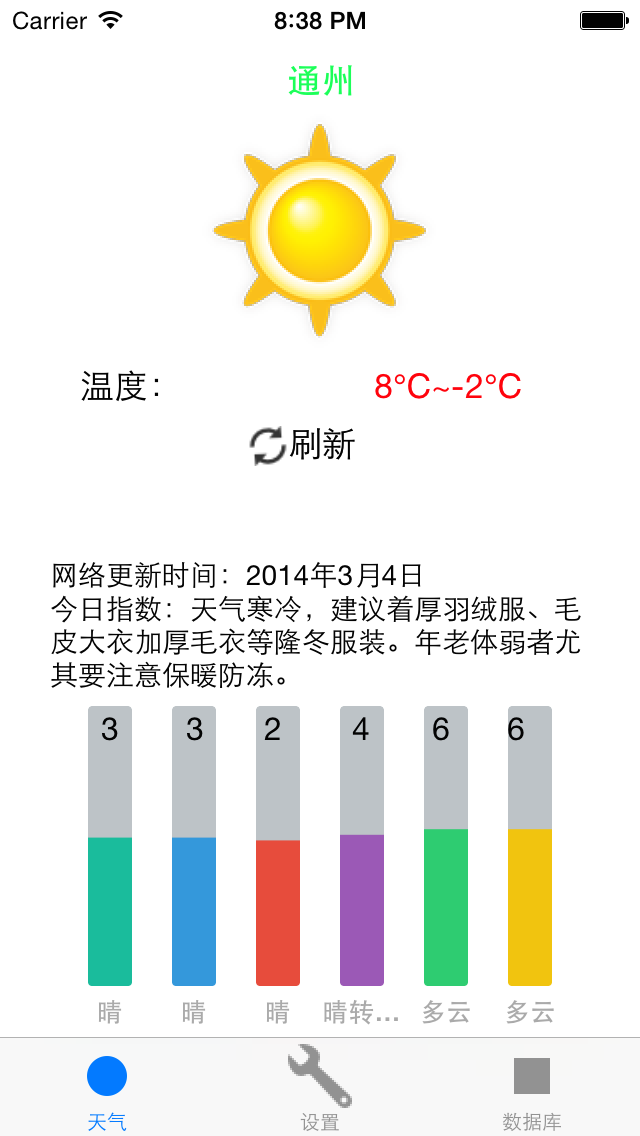 Carrier 8:38 PM
通州
温度： 8°C~-2°C
刷新
网络更新时间：2014年3月4日
今日指数：天气寒冷，建议着厚羽绒服、毛
皮大衣加厚毛衣等隆冬服装。年老体弱者尤
其要注意保暖防冻。
3 3 2 4 6 6
晴 晴 晴 晴转... 多云 多云
天气 设置 数据库